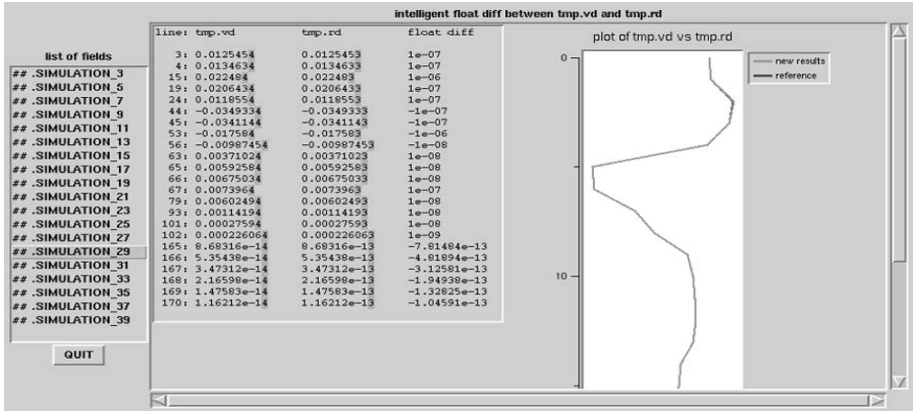 intelligent float diff between tmp.vd and tmp.rd
list of fields
## .SIMULATION_3
## .SIMULATION_5
## .SIMULATION_7
## .SIMULATION_9
## .SIMULATION_11
## .SIMULATION_13
## .SIMULATION_15
## .SIMULATION_17
## .SIMULATION_19
## .SIMULATION_21
## .SIMULATION_23
## .SIMULATION_25
## .SIMULATION_27
## .SIMULATION_29
## .SIMULATION_31
## .SIMULATION_33
## .SIMULATION_35
## .SIMULATION_37
## .SIMULATION_39
QUIT
line: tmp.vd tmp.rd float diff
3: 0.0125454 0.0125453 1e-07
4: 0.0134634 0.0134633 1e-07
15: 0.022484 0.022483 1e-06
19: 0.0206434 0.0206433 1e-07
24: 0.0118554 0.0118553 1e-07
44: -0.0349334 -0.0349333 -1e-07
45: -0.0341144 -0.0341143 -1e-07
53: -0.017584 -0.017583 -1e-06
56: -0.00987454 -0.00987453 -1e-08
63: 0.00371024 0.00371023 1e-08
65: 0.00592584 0.00592583 1e-08
66: 0.00675034 0.00675033 1e-08
67: 0.0073964 0.0073963 1e-07
79: 0.00602494 0.00602493 1e-08
93: 0.00114194 0.00114193 1e-08
101: 0.00027594 0.00027593 1e-08
102: 0.000226064 0.000226063 1e-09
165: 8.68316e-14 8.68316e-13 -7.81484e-13
166: 5.35438e-14 5.35438e-13 -4.81894e-13
167: 3.47312e-14 3.47312e-13 -3.12581e-13
168: 2.16598e-14 2.16598e-13 -1.94938e-13
169: 1.47583e-14 1.47583e-13 -1.32825e-13
170: 1.16212e-14 1.16212e-13 -1.04591e-13
plot of tmp.vd vs tmp.rd
0
10
new results
reference